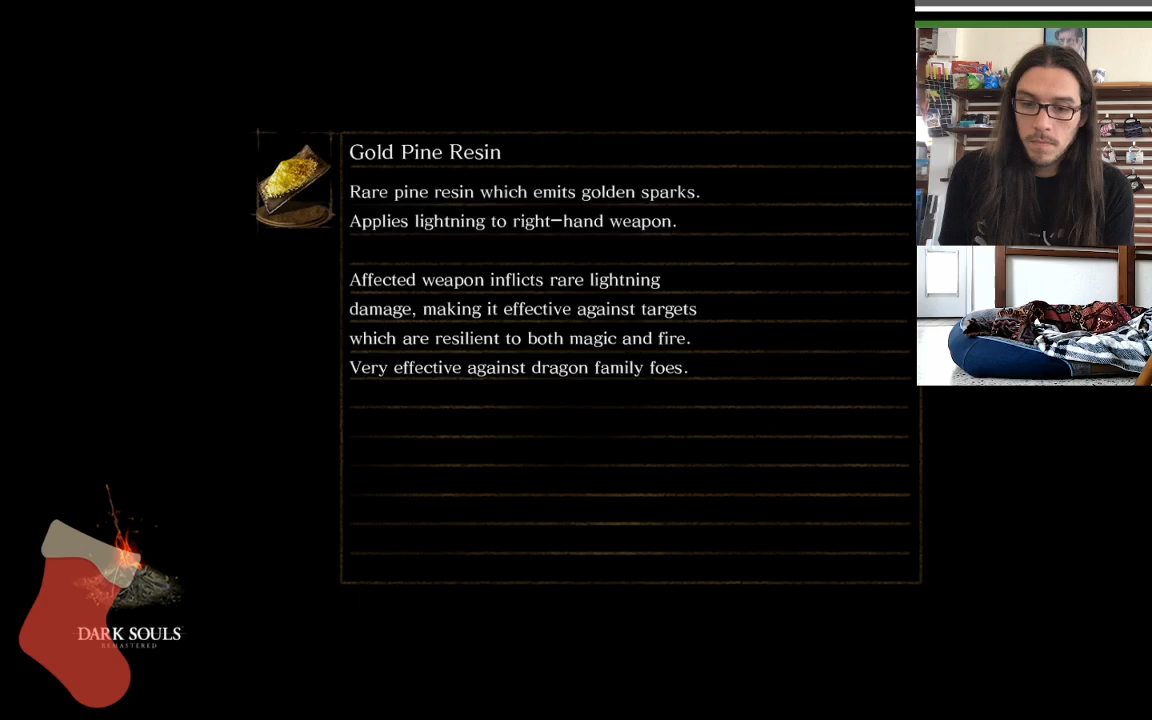 Gold Pine Resin
Rare pine resin which emits golden sparks.
Applies lightning to right-hand weapon.
Affected weapon inflicts rare lightning
damage, making it effective against targets
which are resilient to both magic and fire.
Very effective against dragon family foes.
DARK SOULS
REMASTERED